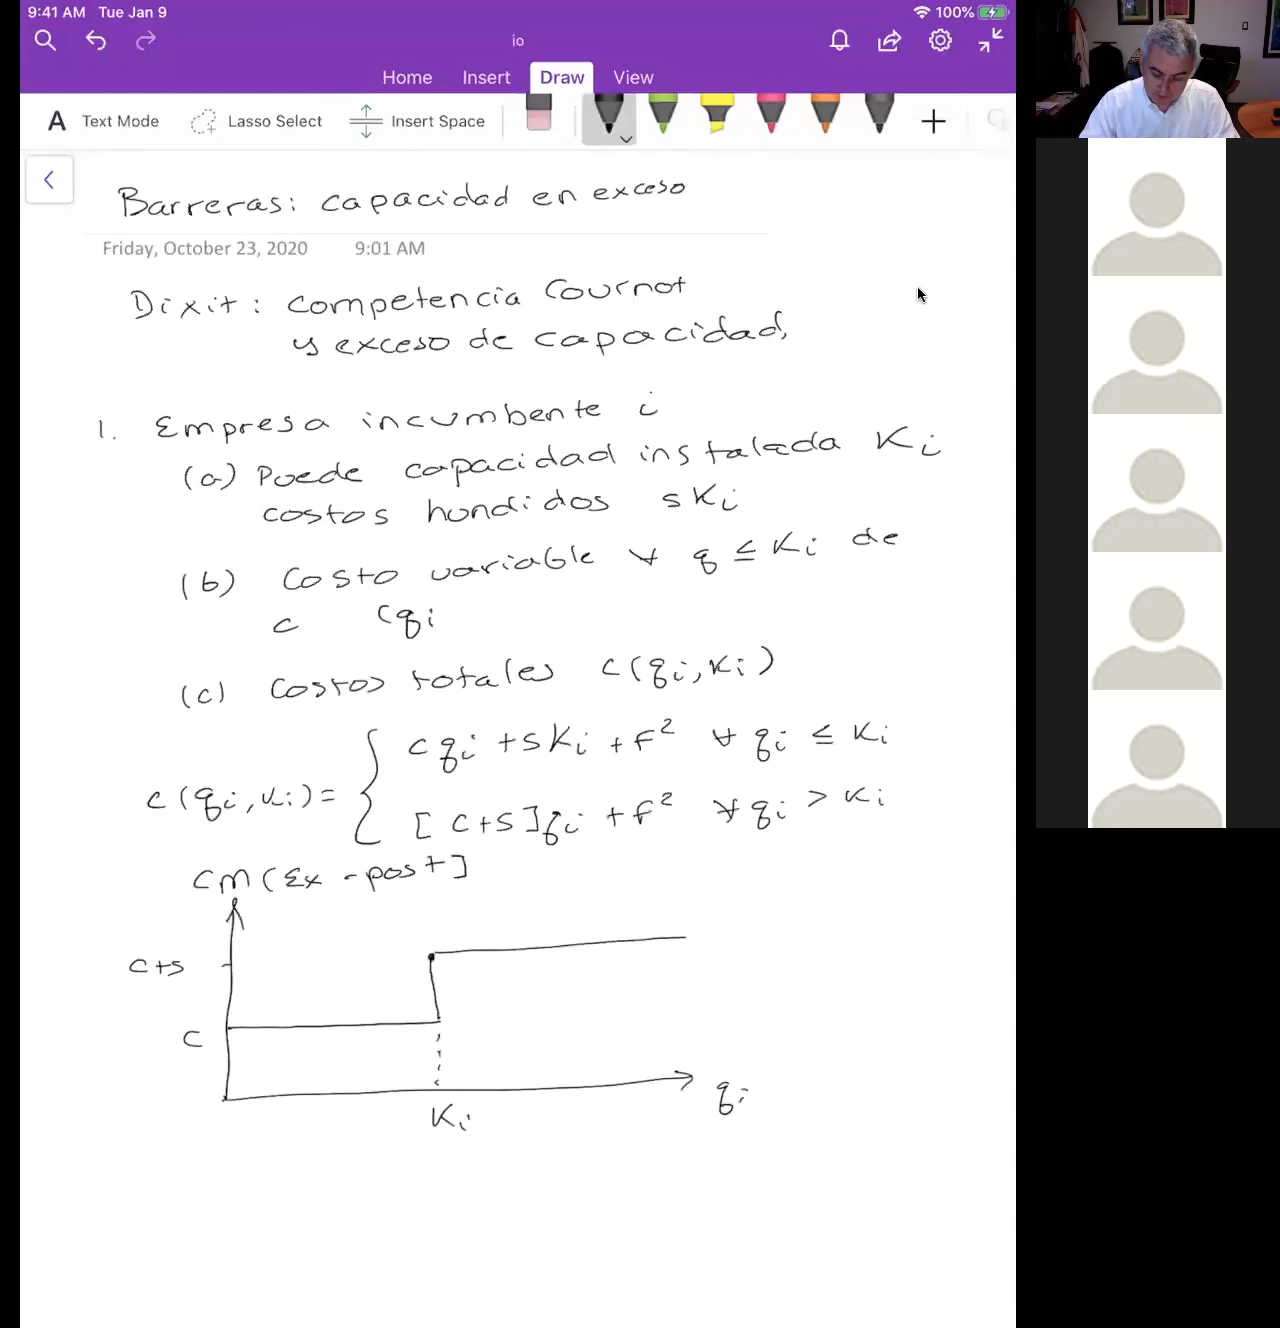 9:41 AM Tue Jan 9
100%
io
Home Insert Draw View
A Text Mode Lasso Select Insert Space
Barreras: capacidad en exceso
Friday, October 23, 2020 9:01 AM
Dixit: competencia Cournot
y exceso de capacidad.
1. Empresa incumbente i
(a) Puede capacidad instalada Ki
costos hundidos sKi
(b) Costo variable ∀ q ≤ Ki de
c cqi
(c) Costos totales C(qi, Ki)
C(qi, Ki) = { cqi + sKi + F² ∀ qi ≤ Ki
[c+s]qi + F² ∀ qi > Ki
CM (Ex-post]
c+s
c
Ki
qi